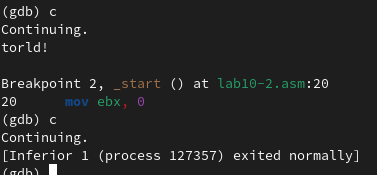 (gdb) c
Continuing.
torld!
Breakpoint 2, _start () at lab10-2.asm:20
20 mov ebx, 0
(gdb) c
Continuing.
[Inferior 1 (process 127357) exited normally]
(gdb)